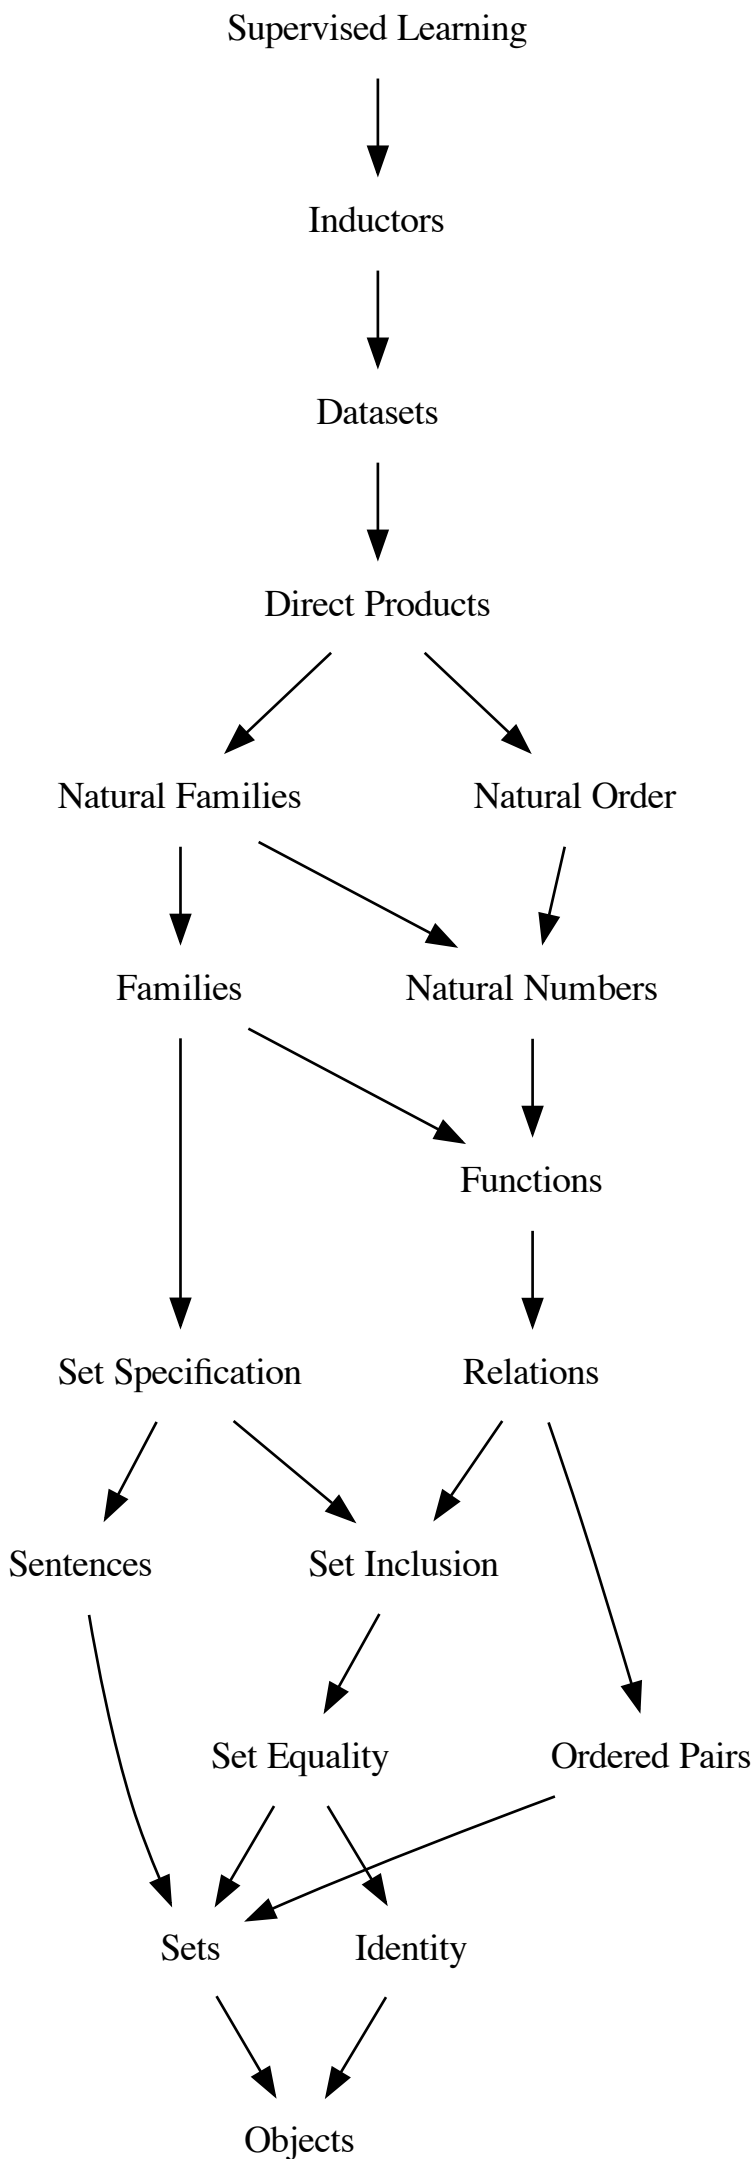 Supervised Learning
Inductors
Datasets
Direct Products
Natural Families
Natural Order
Families
Natural Numbers
Functions
Set Specification
Relations
Sentences
Set Inclusion
Set Equality
Ordered Pairs
Sets
Identity
Objects